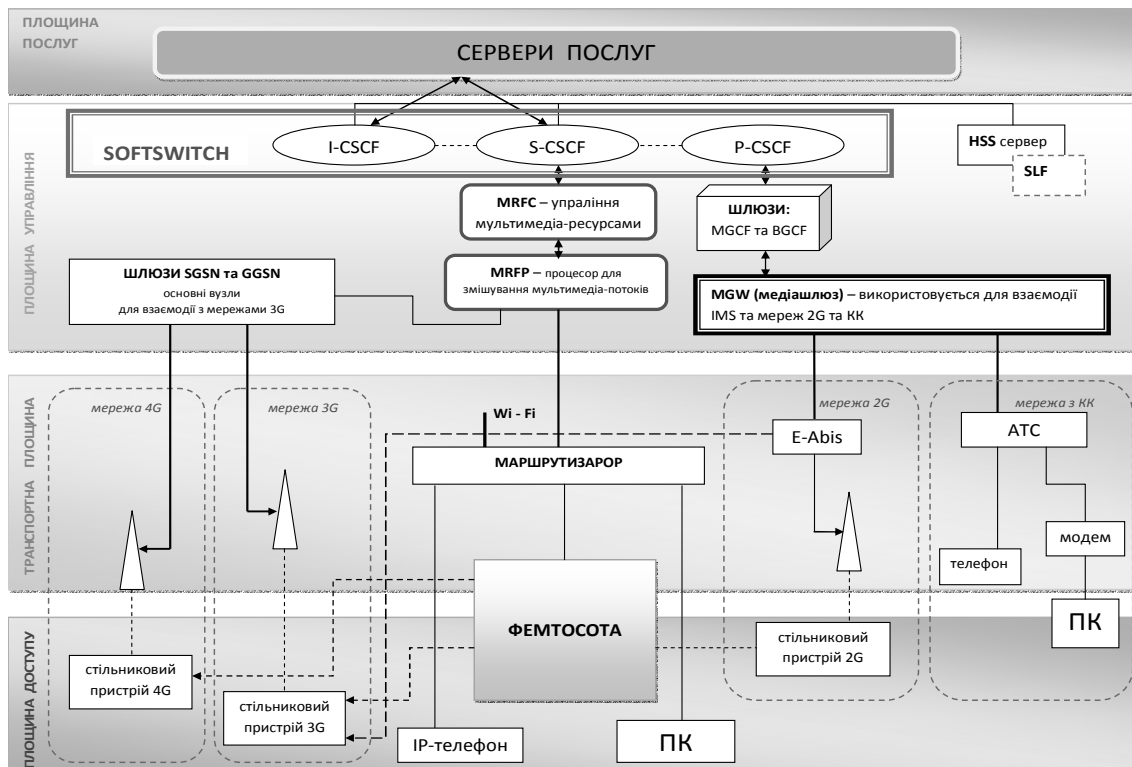 ПЛОЩИНА
ПОСЛУГ
СЕРВЕРИ ПОСЛУГ
ПЛОЩИНА УПРАВЛІННЯ
SOFTSWITCH
I-CSCF
S-CSCF
P-CSCF
HSS сервер
SLF
MRFC – упраління
мультимедіа-ресурсами
ШЛЮЗИ:
MGCF та BGCF
ШЛЮЗИ SGSN та GGSN
основні вузли
для взаємодії з мережами 3G
MRFP – процесор для
змішування мультимедіа-потоків
MGW (медіашлюз) – використовується для взаємодії
IMS та мереж 2G та КК
ТРАНСПОРТНА ПЛОЩИНА
мережа 4G
мережа 3G
Wi - Fi
мережа 2G
мережа з КК
E-Abis
АТС
МАРШРУТИЗАРОР
модем
телефон
ПК
ФЕМТОСОТА
ПЛОЩИНА ДОСТУПУ
стільниковий
пристрій 4G
стільниковий
пристрій 3G
стільниковий
пристрій 2G
IP-телефон
ПК